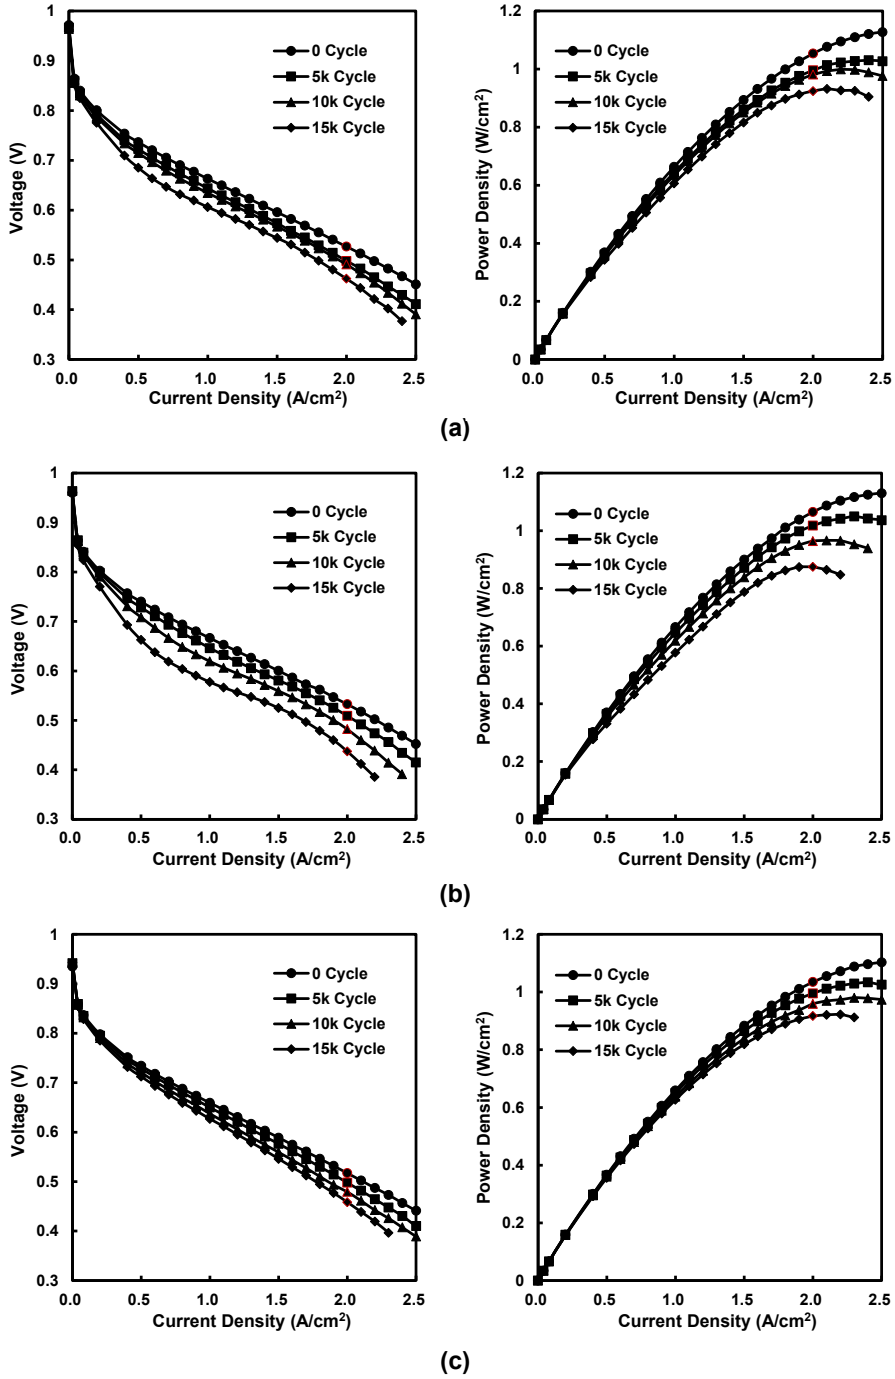 1
0.9
0.8
0.7
0.6
0.5
0.4
0.3
Voltage (V)
0 Cycle
5k Cycle
10k Cycle
15k Cycle
0.0 0.5 1.0 1.5 2.0 2.5
Current Density (A/cm²)
1.2
1
0.8
0.6
0.4
0.2
0
Power Density (W/cm²)
0 Cycle
5k Cycle
10k Cycle
15k Cycle
0.0 0.5 1.0 1.5 2.0 2.5
Current Density (A/cm²)
(a)
1
0.9
0.8
0.7
0.6
0.5
0.4
0.3
Voltage (V)
0 Cycle
5k Cycle
10k Cycle
15k Cycle
0.0 0.5 1.0 1.5 2.0 2.5
Current Density (A/cm²)
1.2
1
0.8
0.6
0.4
0.2
0
Power Density (W/cm²)
0 Cycle
5k Cycle
10k Cycle
15k Cycle
0.0 0.5 1.0 1.5 2.0 2.5
Current Density (A/cm²)
(b)
1
0.9
0.8
0.7
0.6
0.5
0.4
0.3
Voltage (V)
0 Cycle
5k Cycle
10k Cycle
15k Cycle
0.0 0.5 1.0 1.5 2.0 2.5
Current Density (A/cm²)
1.2
1
0.8
0.6
0.4
0.2
0
Power Density (W/cm²)
0 Cycle
5k Cycle
10k Cycle
15k Cycle
0.0 0.5 1.0 1.5 2.0 2.5
Current Density (A/cm²)
(c)